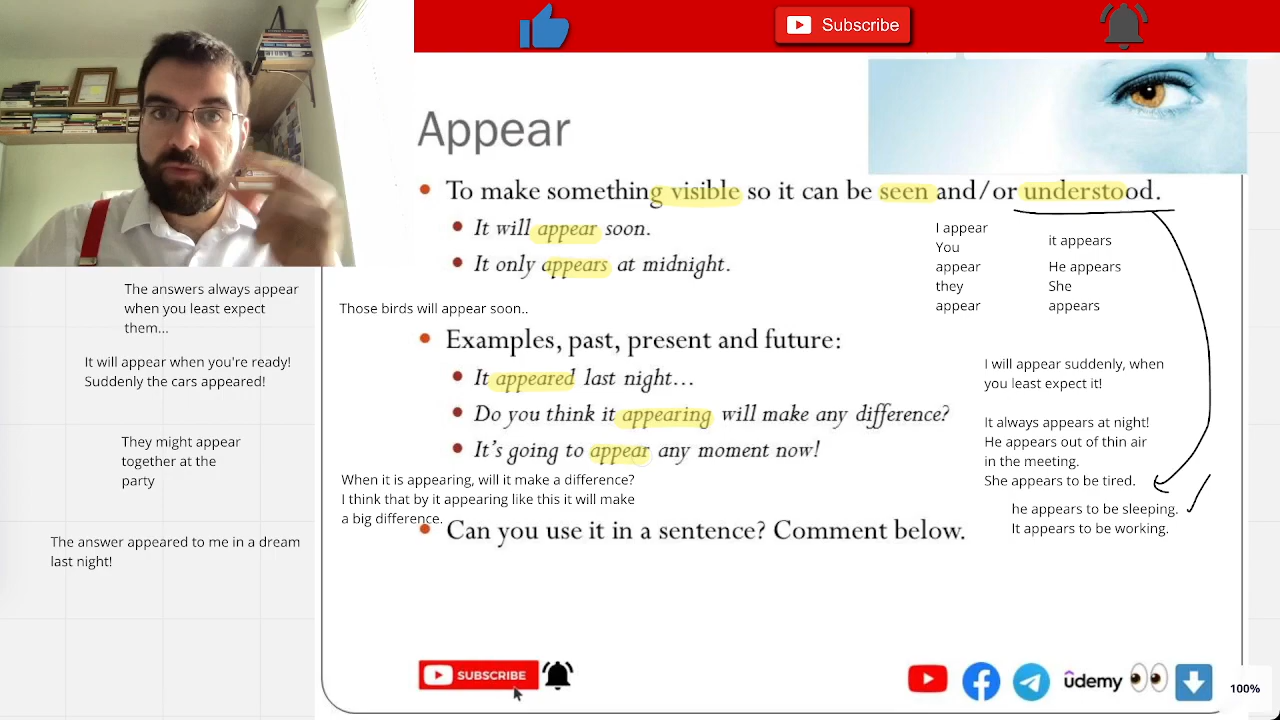 Subscribe
Appear
To make something visible so it can be seen and/or understood.
It will appear soon.
It only appears at midnight.
I appear
You
appear
they
appear
it appears
He appears
She
appears
The answers always appear
when you least expect
them...
Those birds will appear soon..
It will appear when you're ready!
Suddenly the cars appeared!
Examples, past, present and future:
It appeared last night…
Do you think it appearing will make any difference?
It's going to appear any moment now!
I will appear suddenly, when
you least expect it!
It always appears at night!
He appears out of thin air
in the meeting.
She appears to be tired.
he appears to be sleeping.
It appears to be working.
They might appear
together at the
party
When it is appearing, will it make a difference?
I think that by it appearing like this it will make
a big difference.
Can you use it in a sentence? Comment below.
The answer appeared to me in a dream
last night!
SUBSCRIBE
ûdemy
100%